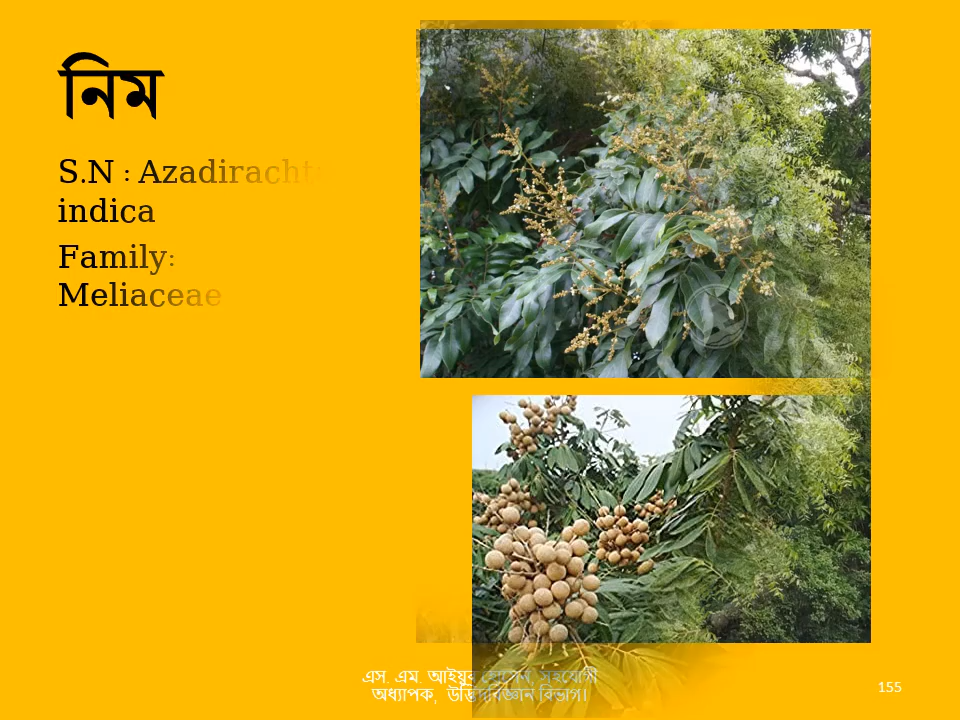 নিম
S.N : Azadirachta
indica
Family:
Meliaceae
এস. এম. আইয়ুব হোসেন, সহযোগী
অধ্যাপক, উদ্ভিদবিজ্ঞান বিভাগ।
155